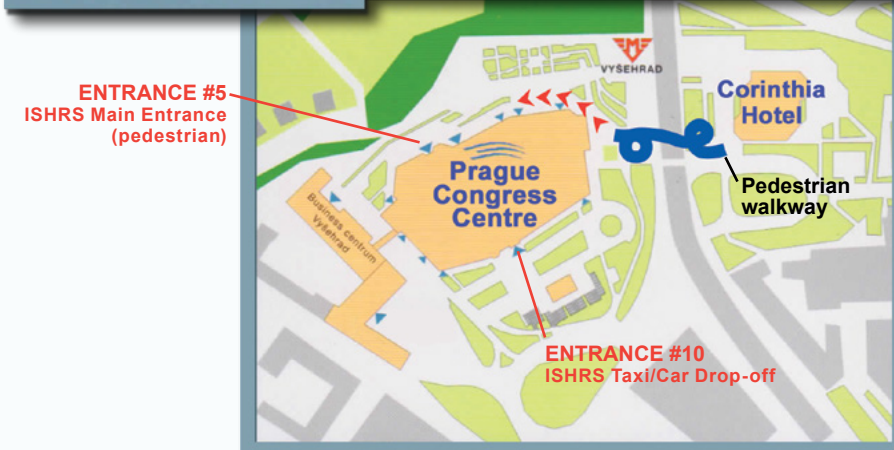 ENTRANCE #5
ISHRS Main Entrance
(pedestrian)
VYŠEHRAD
Corinthia
Hotel
Prague
Congress
Centre
Pedestrian
walkway
Business centrum
Vyšehrad
ENTRANCE #10
ISHRS Taxi/Car Drop-off